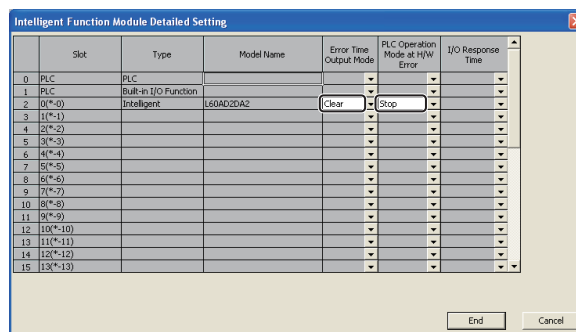 Intelligent Function Module Detailed Setting
Slot Type Model Name Error Time Output Mode PLC Operation Mode at H/W Error I/O Response Time
0 PLC PLC
1 PLC Built-in I/O Function
2 0(*-0) Intelligent L60AD2DA2 Clear Stop
3 1(*-1)
4 2(*-2)
5 3(*-3)
6 4(*-4)
7 5(*-5)
8 6(*-6)
9 7(*-7)
10 8(*-8)
11 9(*-9)
12 10(*-10)
13 11(*-11)
14 12(*-12)
15 13(*-13)
End Cancel